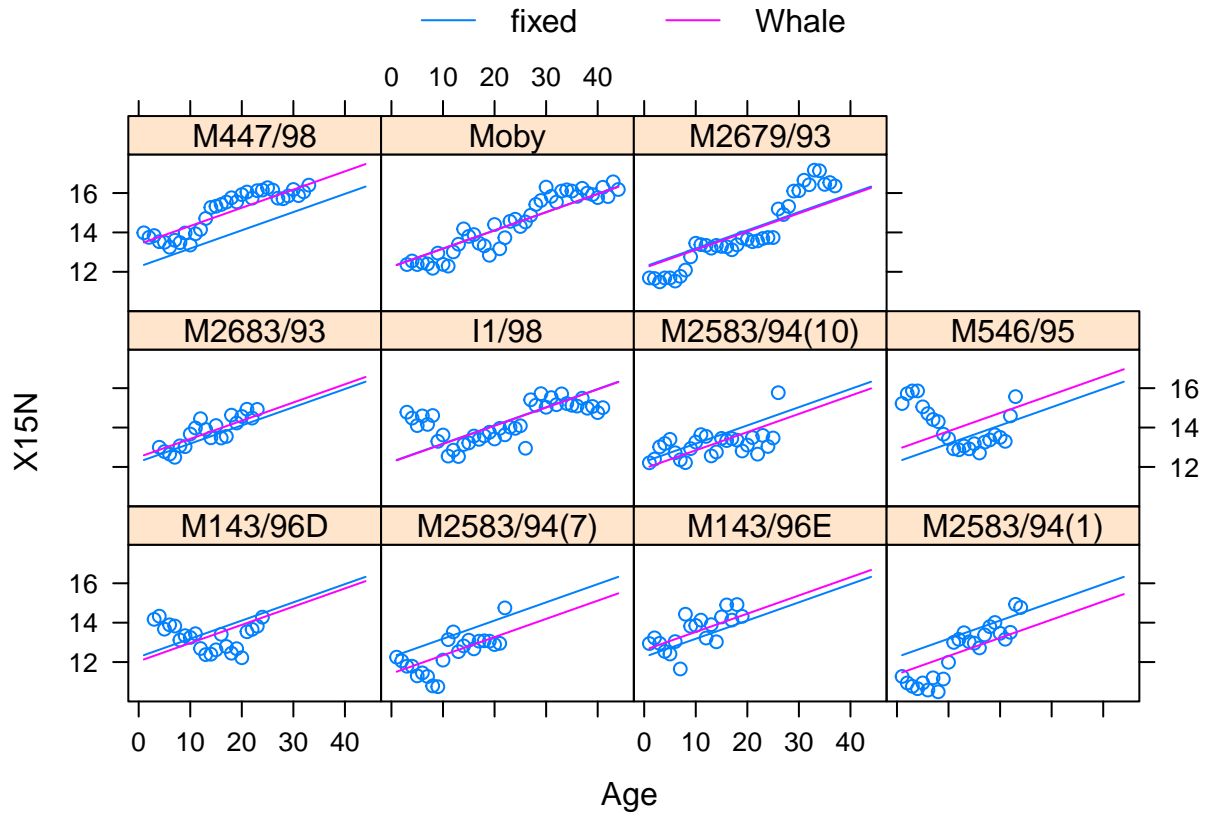 fixed Whale
0 10 20 30 40
M447/98 Moby M2679/93
16
14
12
M2683/93 I1/98 M2583/94(10) M546/95
16
14
12
M143/96D M2583/94(7) M143/96E M2583/94(1)
16
14
12
0 10 20 30 40 0 10 20 30 40
X15N
Age